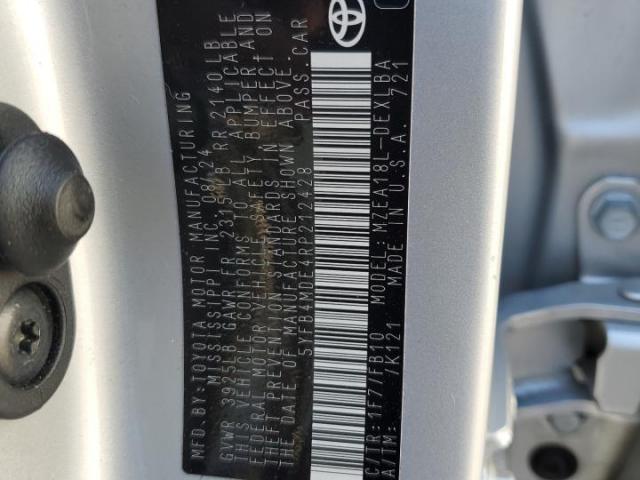 MFD.BY:TOYOTA MOTOR MANUFACTURING
MISSISSIPPI INC. 08/24
GVWR 3925LB GAWR FR 2315LB RR 2140LB
THIS VEHICLE CONFORMS TO ALL APPLICABLE
FEDERAL MOTOR VEHICLE SAFETY, BUMPER, AND
THEFT PREVENTION STANDARDS IN EFFECT ON
THE DATE OF MANUFACTURE SHOWN ABOVE.
5YFB4MDE4RP212428 PASS.CAR
C/TR:1F7/FB10 MODEL:MZEA18L-DEXLBA
A/TM: /K121 MADE IN U.S.A. 721